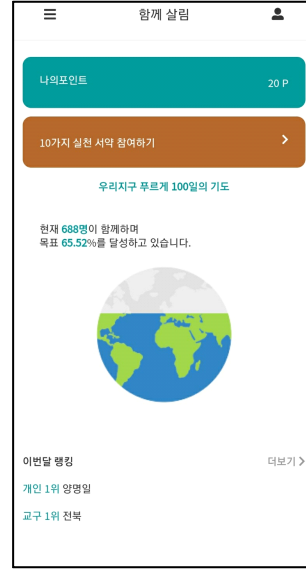 함께 살림
나의포인트 20 P
10가지 실천 서약 참여하기
우리지구 푸르게 100일의 기도
현재 688명이 함께하며
목표 65.52%를 달성하고 있습니다.
이번달 랭킹 더보기
개인 1위 양명일
교구 1위 전북